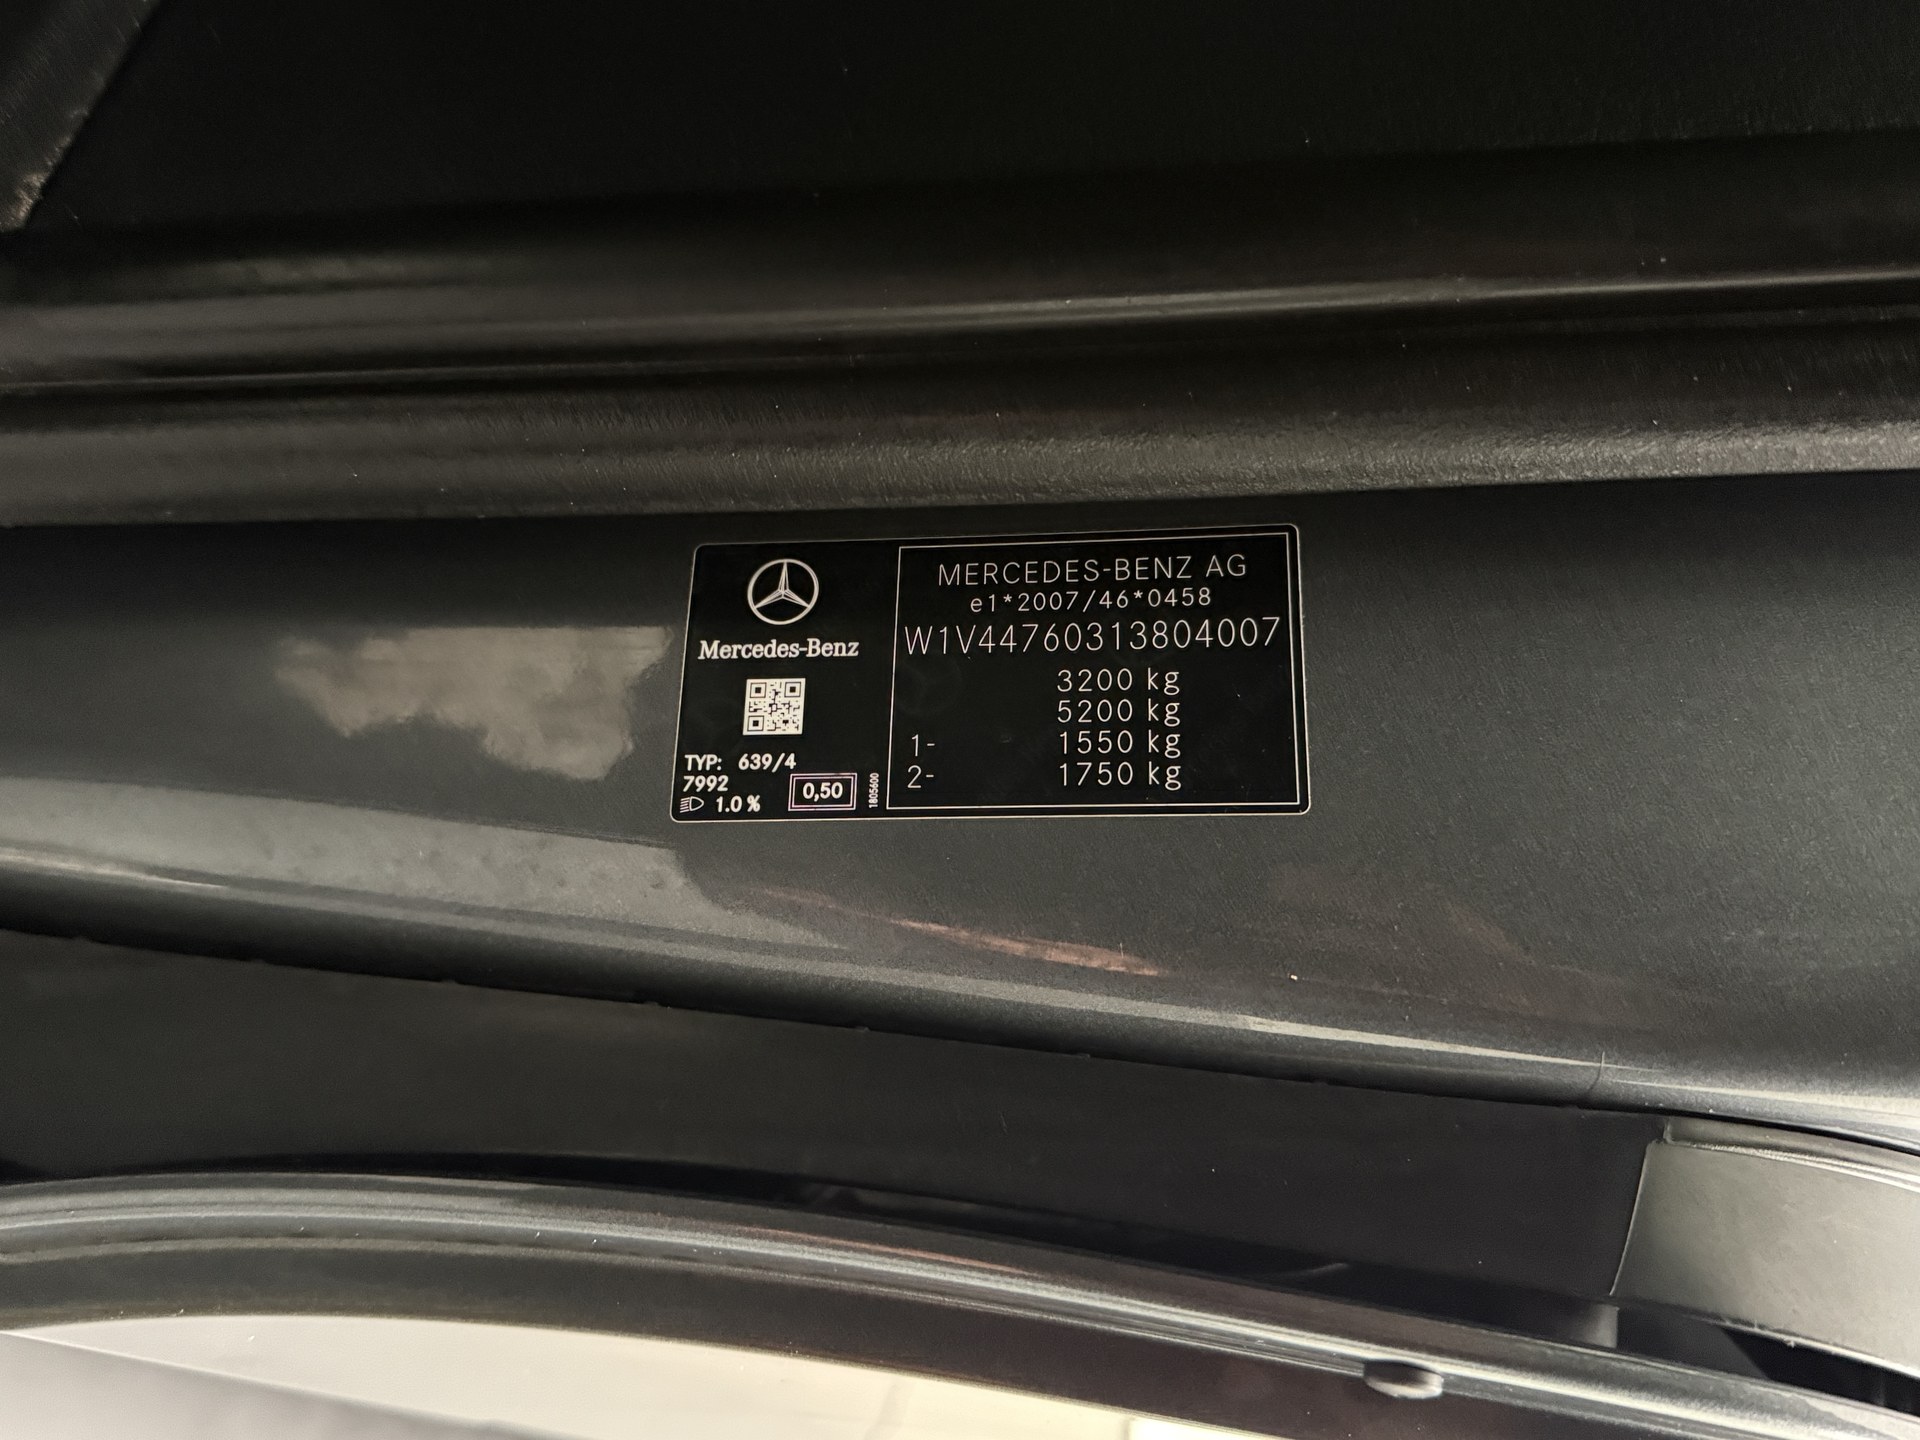 Mercedes-Benz
TYP: 639/4
7992
1.0 %
0,50
1805600
MERCEDES-BENZ AG
e1*2007/46*0458
W1V44760313804007
3200 kg
5200 kg
1- 1550 kg
2- 1750 kg